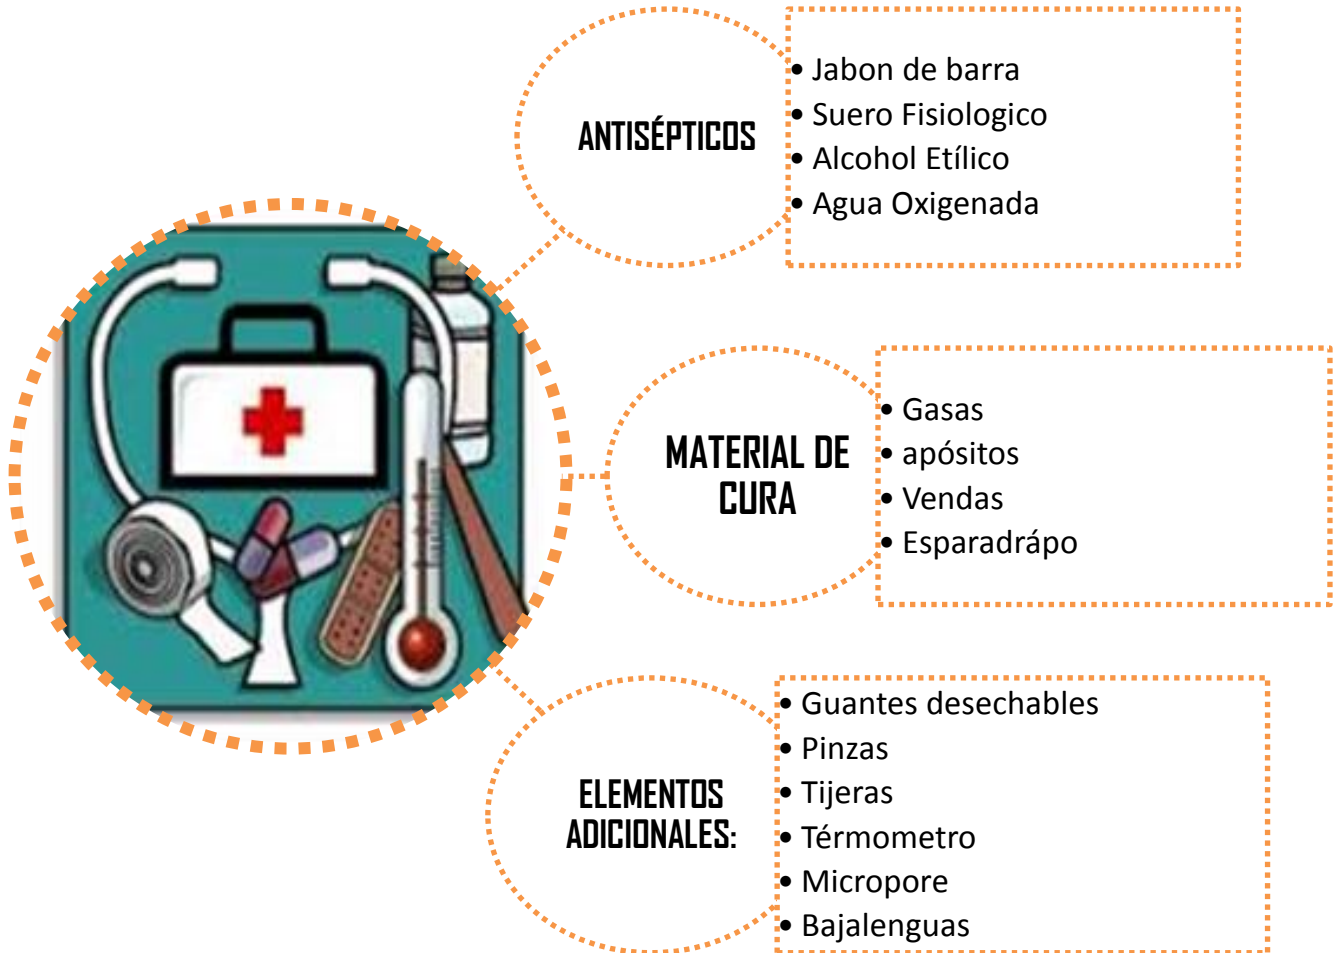 ANTISÉPTICOS
• Jabon de barra
• Suero Fisiologico
• Alcohol Etílico
• Agua Oxigenada
MATERIAL DE
CURA
• Gasas
• apósitos
• Vendas
• Esparadrápo
ELEMENTOS
ADICIONALES:
• Guantes desechables
• Pinzas
• Tijeras
• Térmometro
• Micropore
• Bajalenguas